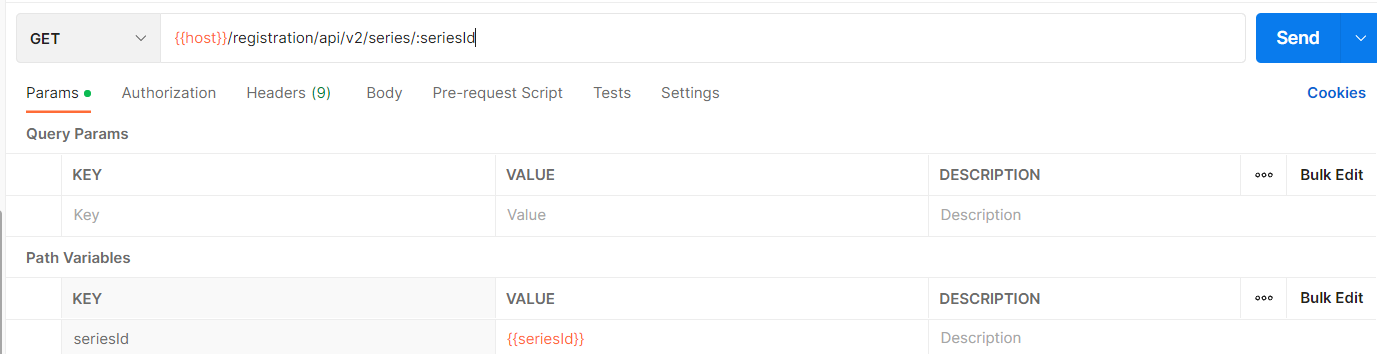 GET {{host}}/registration/api/v2/series/:seriesId Send
Params Authorization Headers (9) Body Pre-request Script Tests Settings Cookies
Query Params
KEY VALUE DESCRIPTION Bulk Edit
Key Value Description
Path Variables
KEY VALUE DESCRIPTION Bulk Edit
seriesId {{seriesId}} Description